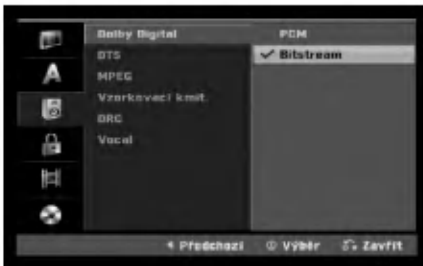 Dolby Digital
PCM
DTS
Bitstream
MPEG
Vzorkovací kmit.
DRC
Vocal
Předchozí
Výběr
Zavřít